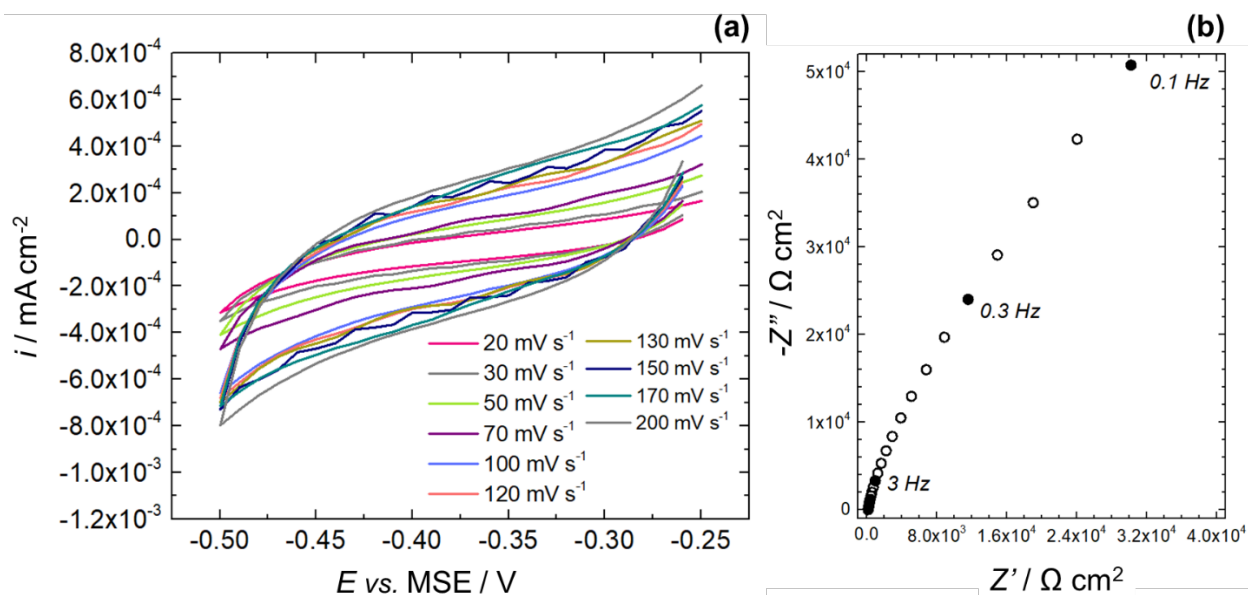 (a)
8.0x10⁻⁴
6.0x10⁻⁴
4.0x10⁻⁴
2.0x10⁻⁴
0.0
-2.0x10⁻⁴
-4.0x10⁻⁴
-6.0x10⁻⁴
-8.0x10⁻⁴
-1.0x10⁻³
-1.2x10⁻³
i / mA cm⁻²
20 mV s⁻¹
30 mV s⁻¹
50 mV s⁻¹
70 mV s⁻¹
100 mV s⁻¹
120 mV s⁻¹
130 mV s⁻¹
150 mV s⁻¹
170 mV s⁻¹
200 mV s⁻¹
-0.50 -0.45 -0.40 -0.35 -0.30 -0.25
E vs. MSE / V
(b)
5x10⁴
4x10⁴
3x10⁴
2x10⁴
1x10⁴
0
-Z″ / Ω cm²
0.1 Hz
0.3 Hz
3 Hz
0.0 8.0x10³ 1.6x10⁴ 2.4x10⁴ 3.2x10⁴ 4.0x10⁴
Z' / Ω cm²